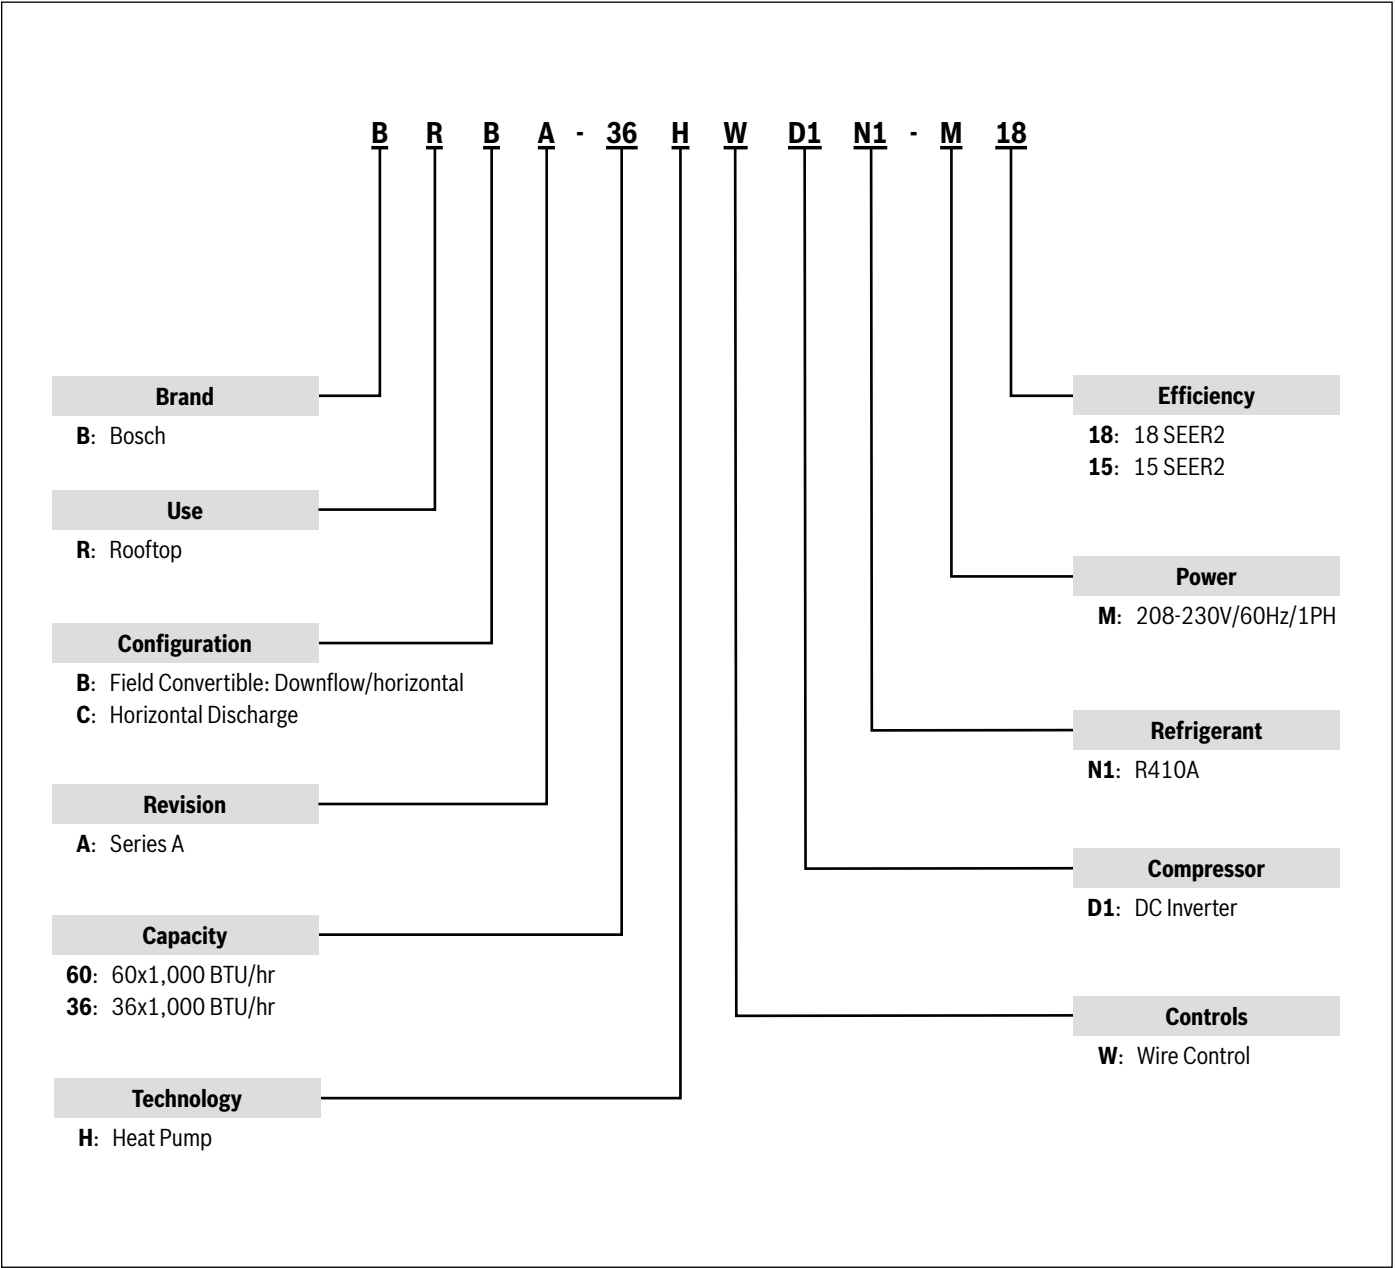 B R B A - 36 H W D1 N1 - M 18
Brand
B: Bosch
Use
R: Rooftop
Configuration
B: Field Convertible: Downflow/horizontal
C: Horizontal Discharge
Revision
A: Series A
Capacity
60: 60x1,000 BTU/hr
36: 36x1,000 BTU/hr
Technology
H: Heat Pump
Efficiency
18: 18 SEER2
15: 15 SEER2
Power
M: 208-230V/60Hz/1PH
Refrigerant
N1: R410A
Compressor
D1: DC Inverter
Controls
W: Wire Control